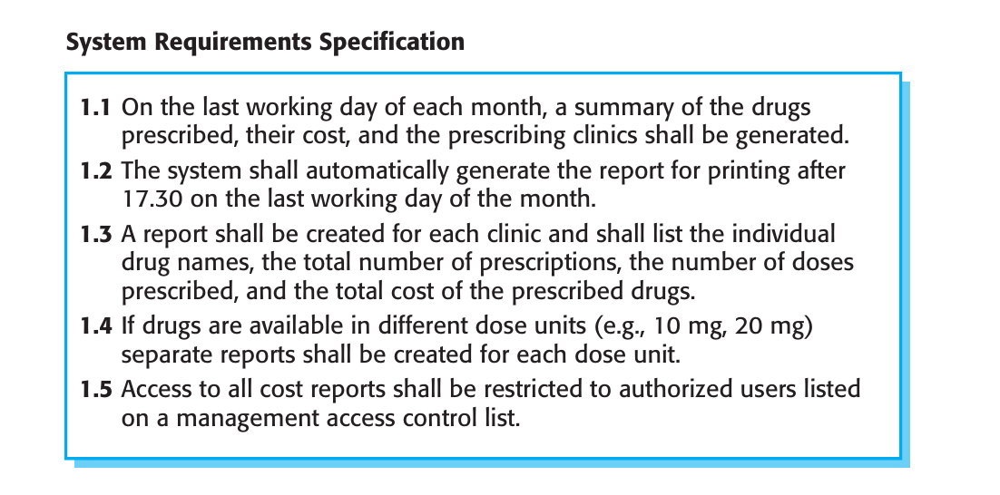 System Requirements Specification
1.1 On the last working day of each month, a summary of the drugs
prescribed, their cost, and the prescribing clinics shall be generated.
1.2 The system shall automatically generate the report for printing after
17.30 on the last working day of the month.
1.3 A report shall be created for each clinic and shall list the individual
drug names, the total number of prescriptions, the number of doses
prescribed, and the total cost of the prescribed drugs.
1.4 If drugs are available in different dose units (e.g., 10 mg, 20 mg)
separate reports shall be created for each dose unit.
1.5 Access to all cost reports shall be restricted to authorized users listed
on a management access control list.